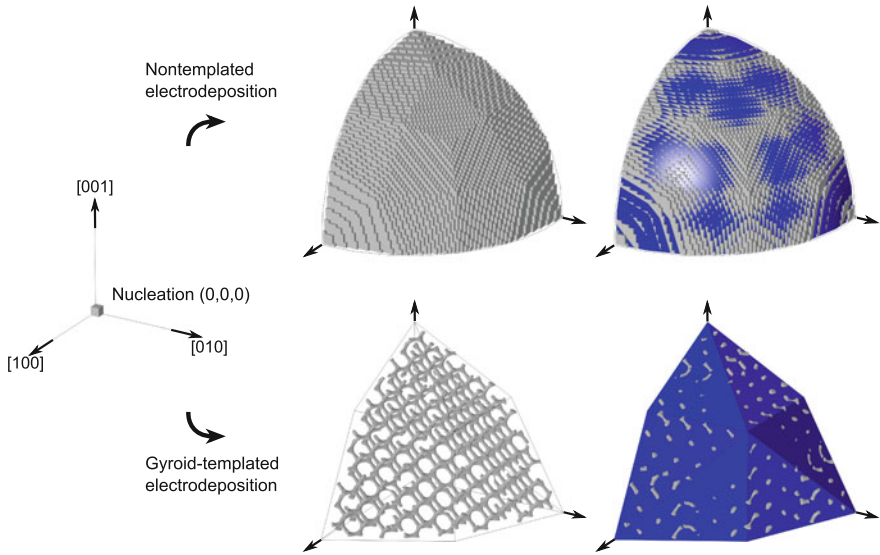 Nontemplated
electrodeposition
[001]
Nucleation (0,0,0)
[100]
[010]
Gyroid-templated
electrodeposition